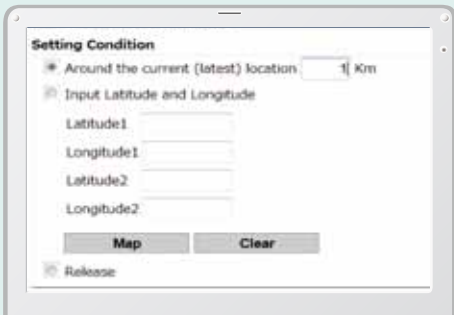 Setting Condition
Around the current (latest) location 1 Km
Input Latitude and Longitude
Latitude1
Longitude1
Latitude2
Longitude2
Map Clear
Release